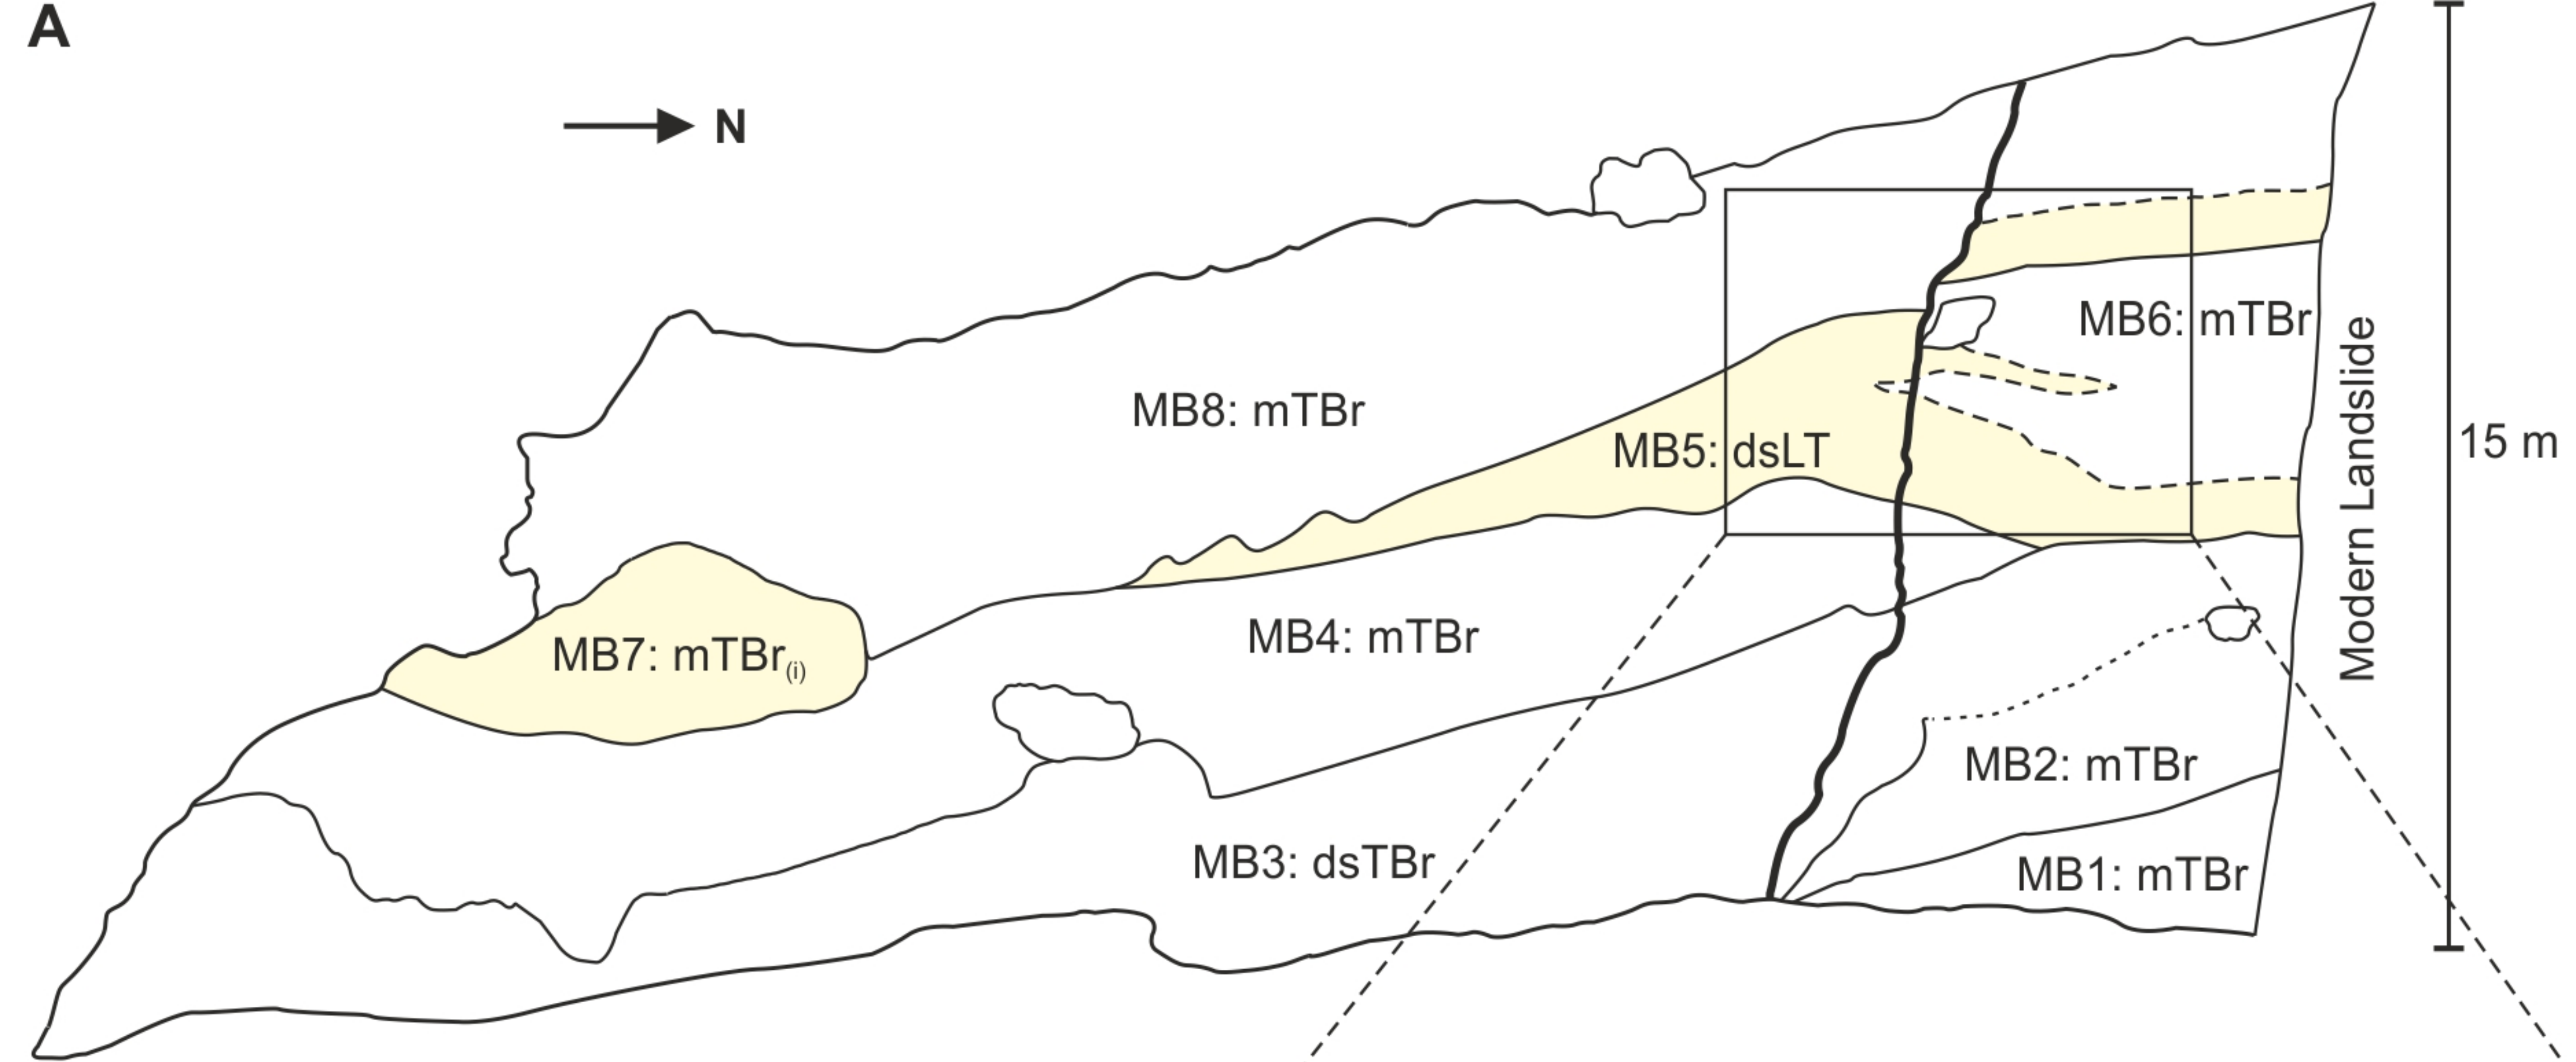 A
N
MB6: mTBr
MB8: mTBr
MB5: dsLT
Modern Landslide
15 m
MB4: mTBr
MB7: mTBr(i)
MB2: mTBr
MB3: dsTBr
MB1: mTBr